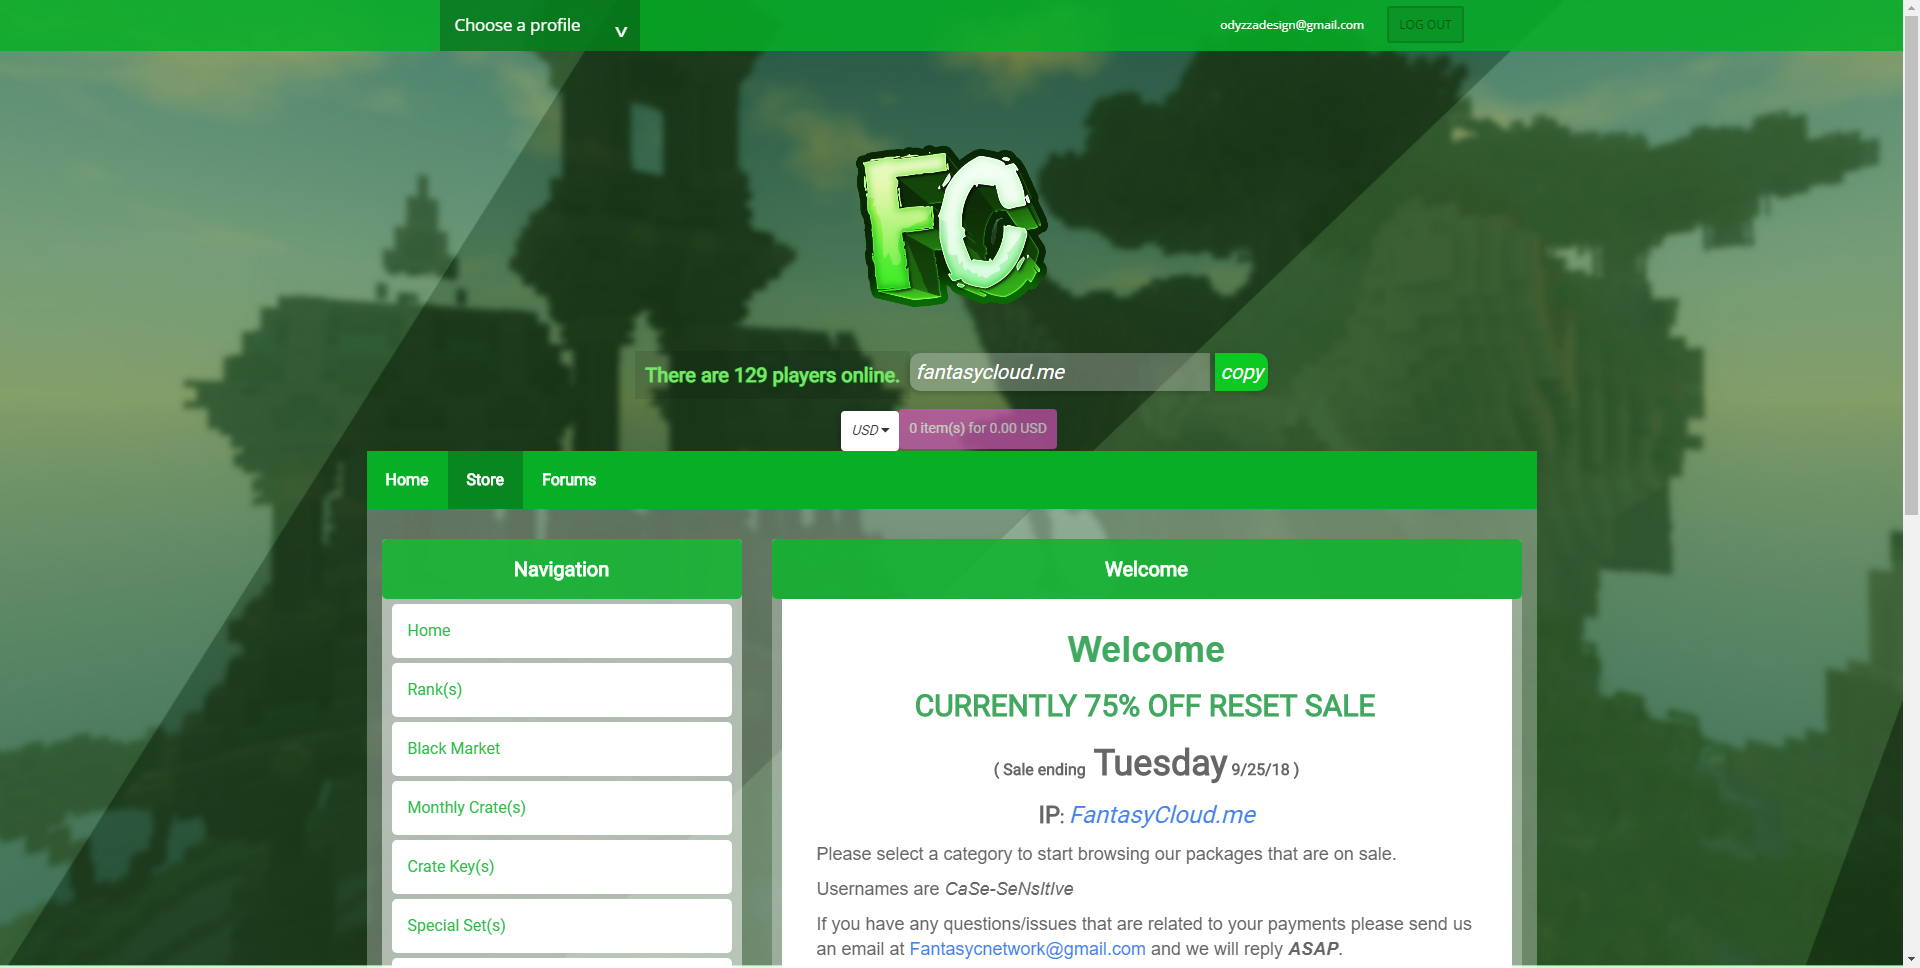 Choose a profile v
odyzzadesign@gmail.com LOG OUT
FC
There are 129 players online. fantasycloud.me copy
USD 0 item(s) for 0.00 USD
Home Store Forums
Navigation
Home
Rank(s)
Black Market
Monthly Crate(s)
Crate Key(s)
Special Set(s)
Welcome
Welcome
CURRENTLY 75% OFF RESET SALE
( Sale ending Tuesday 9/25/18 )
IP: FantasyCloud.me
Please select a category to start browsing our packages that are on sale.
Usernames are CaSe-SeNsItIve
If you have any questions/issues that are related to your payments please send us
an email at Fantasycnetwork@gmail.com and we will reply ASAP.